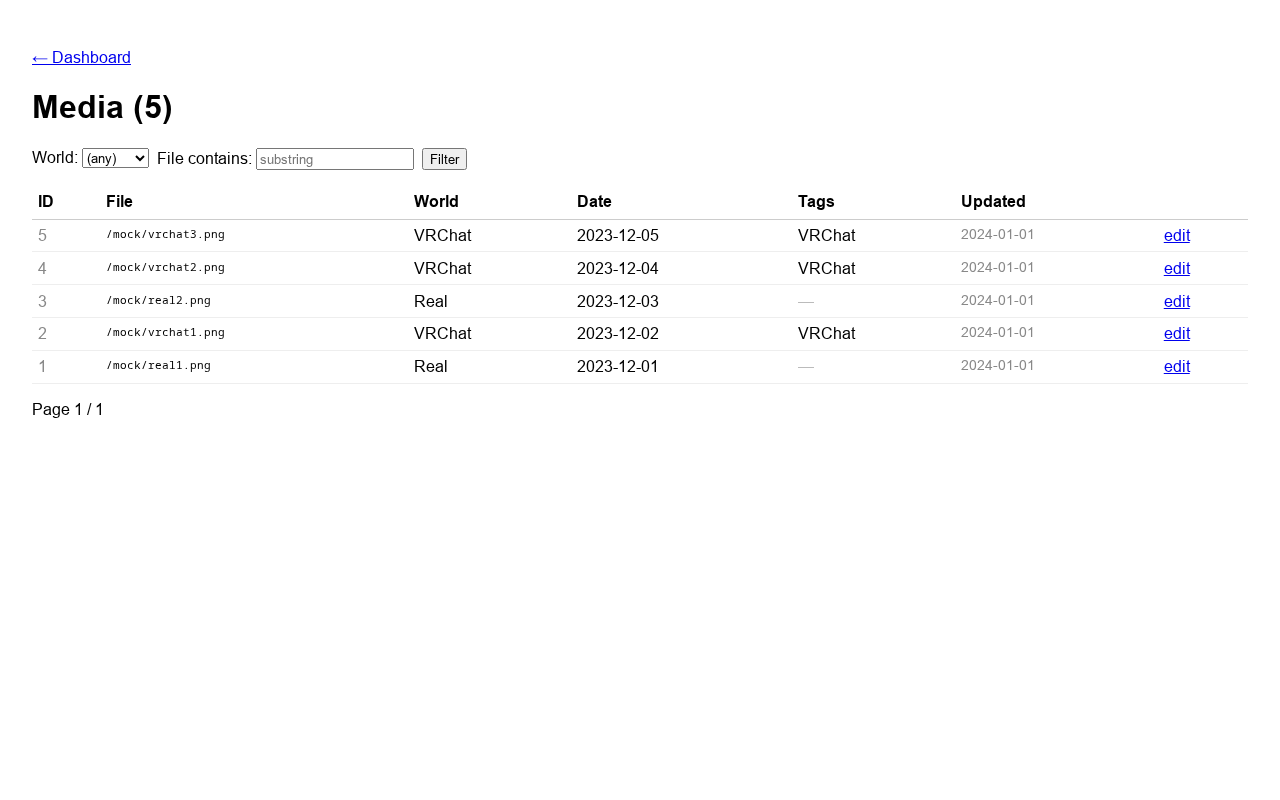 ← Dashboard
Media (5)
World: (any) File contains: substring Filter
ID File World Date Tags Updated
5 /mock/vrchat3.png VRChat 2023-12-05 VRChat 2024-01-01 edit
4 /mock/vrchat2.png VRChat 2023-12-04 VRChat 2024-01-01 edit
3 /mock/real2.png Real 2023-12-03 — 2024-01-01 edit
2 /mock/vrchat1.png VRChat 2023-12-02 VRChat 2024-01-01 edit
1 /mock/real1.png Real 2023-12-01 — 2024-01-01 edit
Page 1 / 1